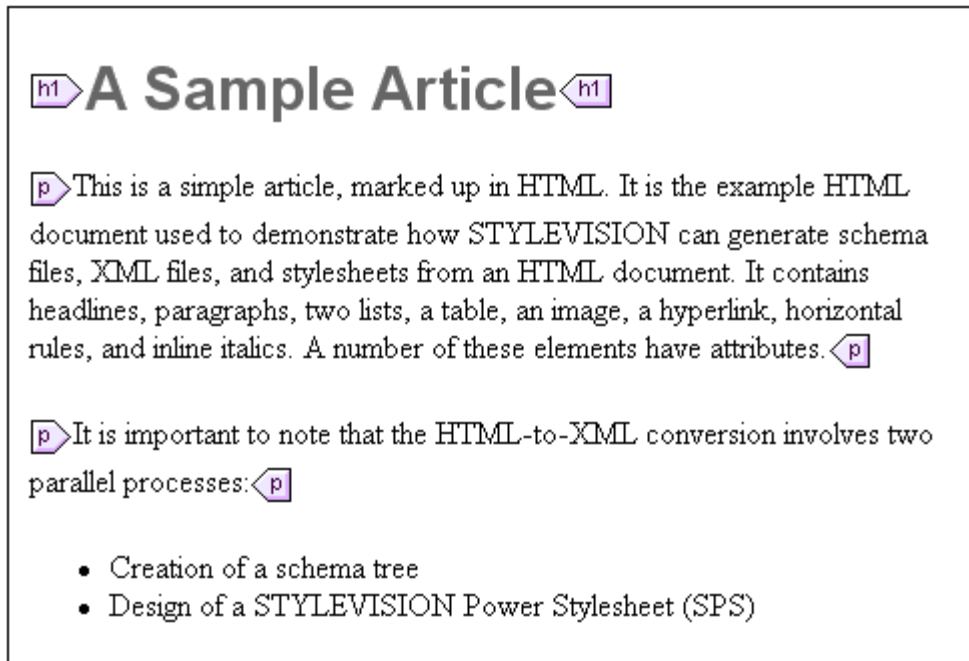 h1 A Sample Article h1
p This is a simple article, marked up in HTML. It is the example HTML
document used to demonstrate how STYLEVISION can generate schema
files, XML files, and stylesheets from an HTML document. It contains
headlines, paragraphs, two lists, a table, an image, a hyperlink, horizontal
rules, and inline italics. A number of these elements have attributes. p
p It is important to note that the HTML-to-XML conversion involves two
parallel processes: p
• Creation of a schema tree
• Design of a STYLEVISION Power Stylesheet (SPS)